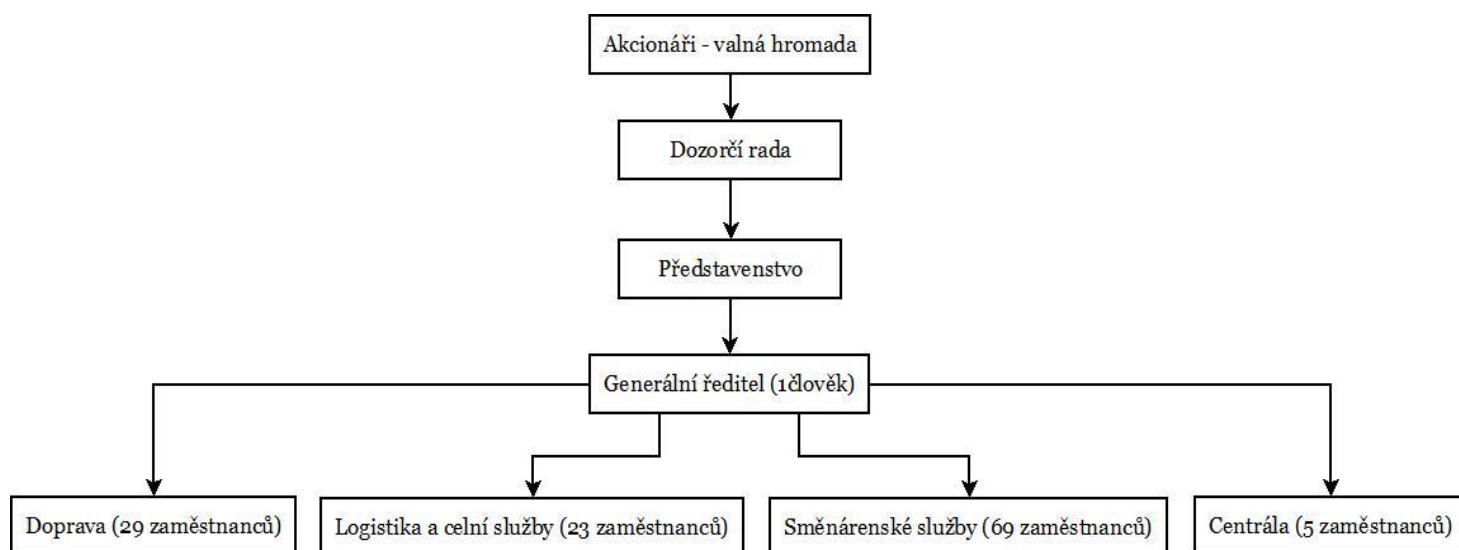 Akcionáři - valná hromada
Dozorčí rada
Představenstvo
Generální ředitel (1člověk)
Doprava (29 zaměstnanců)
Logistika a celní služby (23 zaměstnanců)
Směnárenské služby (69 zaměstnanců)
Centrála (5 zaměstnanců)